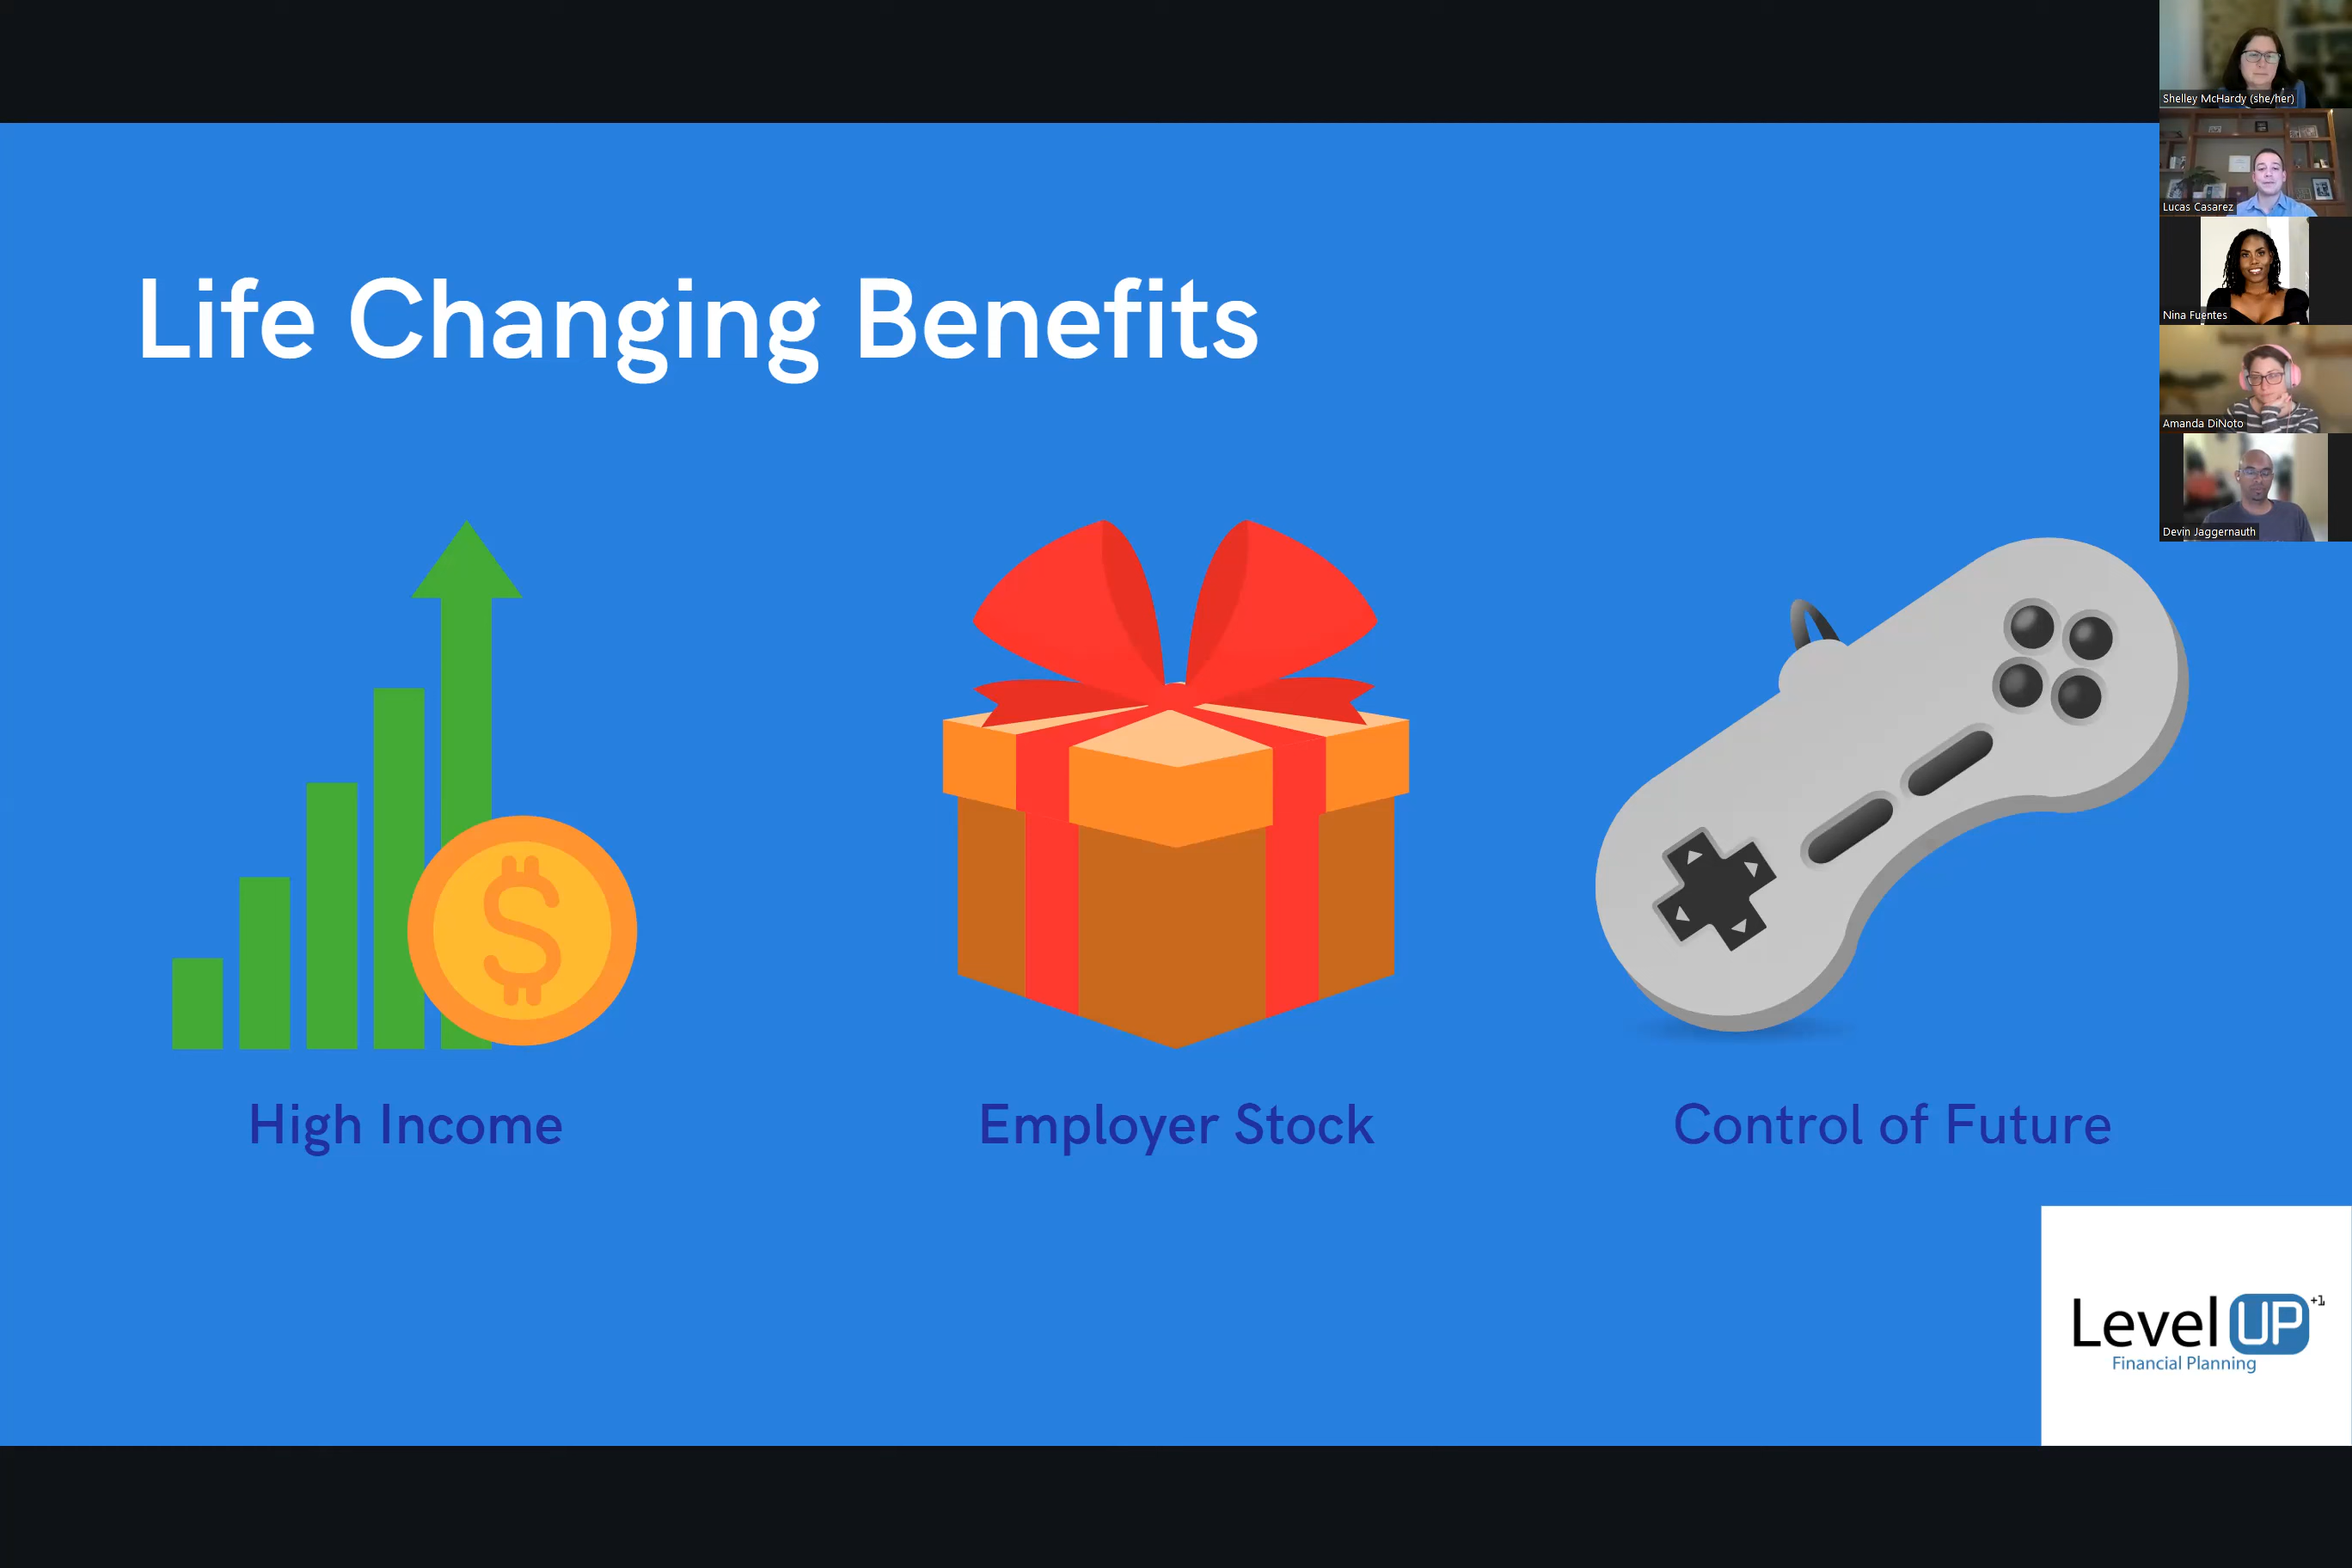 Life Changing Benefits
High Income
Employer Stock
Control of Future
Level UP +1
Financial Planning
Shelley McHardy (she/her)
Lucas Casarez
Nina Fuentes
Amanda DiNoto
Devin Jaggernauth